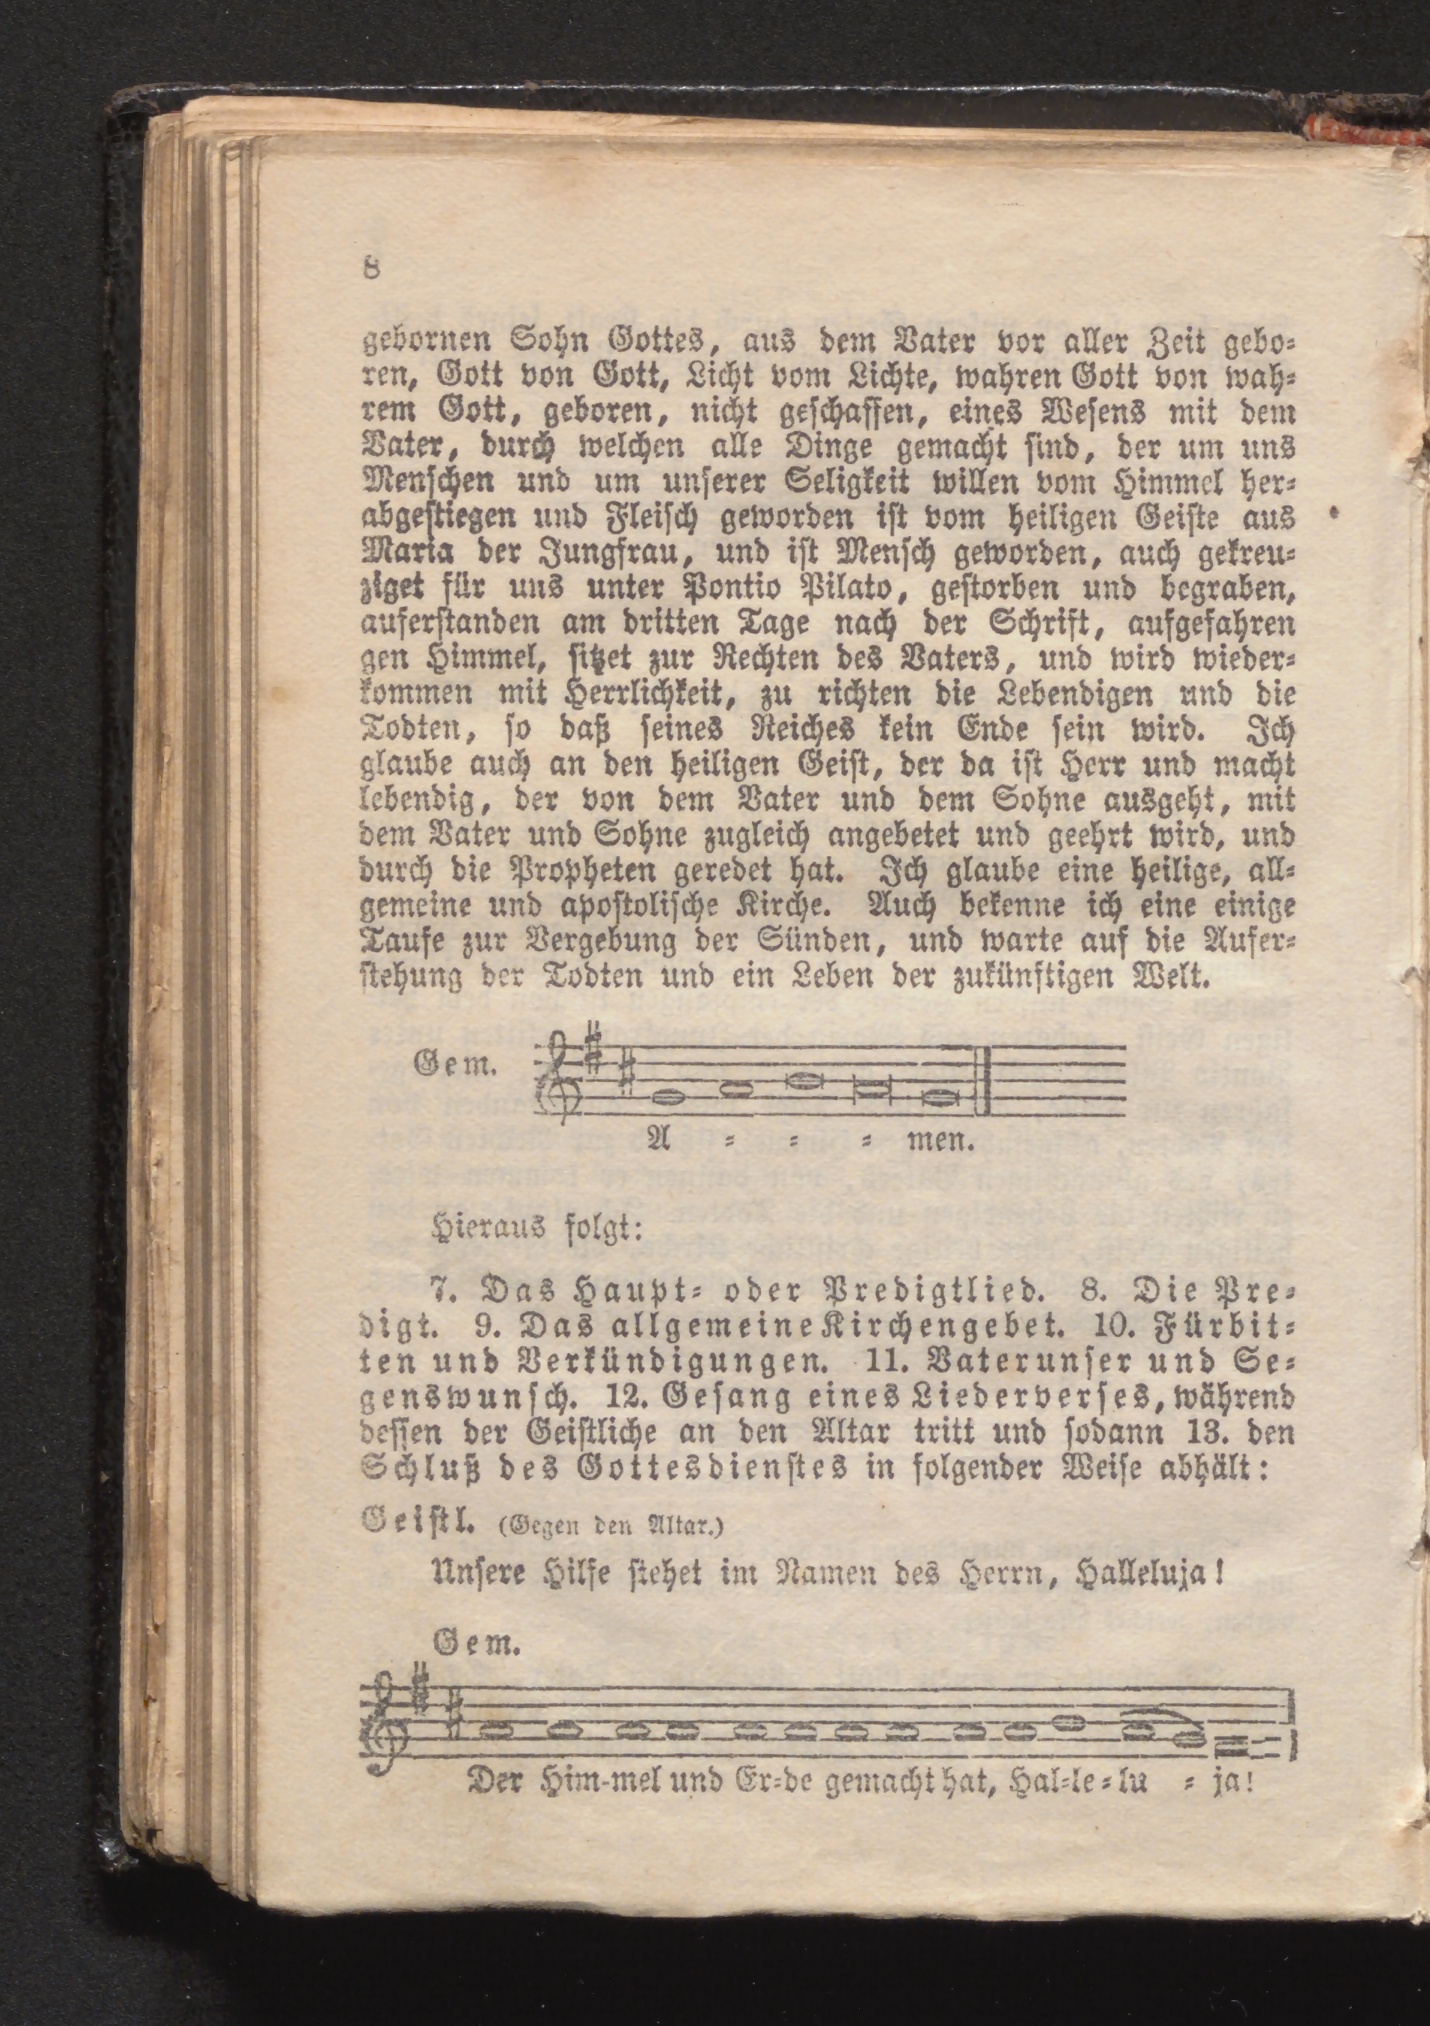 8
gebornen Sohn Gottes, aus dem Vater vor aller Zeit gebo-
ren, Gott von Gott, Licht vom Lichte, wahren Gott von wah-
rem Gott, geboren, nicht geschaffen, eines Wesens mit dem
Vater, durch welchen alle Dinge gemacht sind, der um uns
Menschen und um unserer Seligkeit willen vom Himmel her-
abgestiegen und Fleisch geworden ist vom heiligen Geiste aus
Maria der Jungfrau, und ist Mensch geworden, auch gekreu-
ziget für uns unter Pontio Pilato, gestorben und begraben,
auferstanden am dritten Tage nach der Schrift, aufgefahren
gen Himmel, sitzet zur Rechten des Vaters, und wird wieder-
kommen mit Herrlichkeit, zu richten die Lebendigen und die
Todten, so daß seines Reiches kein Ende sein wird. Ich
glaube auch an den heiligen Geist, der da ist Herr und macht
lebendig, der von dem Vater und dem Sohne ausgeht, mit
dem Vater und Sohne zugleich angebetet und geehrt wird, und
durch die Propheten geredet hat. Ich glaube eine heilige, all-
gemeine und apostolische Kirche. Auch bekenne ich eine einige
Taufe zur Vergebung der Sünden, und warte auf die Aufer-
stehung der Todten und ein Leben der zukünftigen Welt.
Gem.
A - - - men.
Hieraus folgt:
7. Das Haupt- oder Predigtlied. 8. Die Pre-
digt. 9. Das allgemeine Kirchengebet. 10. Fürbit-
ten und Verkündigungen. 11. Vaterunser und Se-
genswunsch. 12. Gesang eines Liederverses, während
dessen der Geistliche an den Altar tritt und sodann 13. den
Schluß des Gottesdienstes in folgender Weise abhält:
Geistl. (Gegen den Altar.)
Unsere Hilfe stehet im Namen des Herrn, Halleluja!
Gem.
Der Him-mel und Er-de gemacht hat, Hal-le-lu - ja!